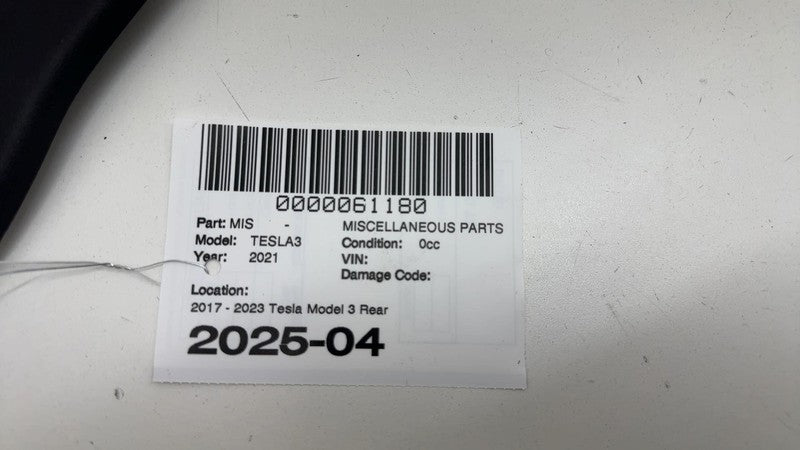 0000061180
Part: MIS - MISCELLANEOUS PARTS
Model: TESLA3 Condition: 0cc
Year: 2021 VIN:
Damage Code:
Location:
2017 - 2023 Tesla Model 3 Rear
2025-04